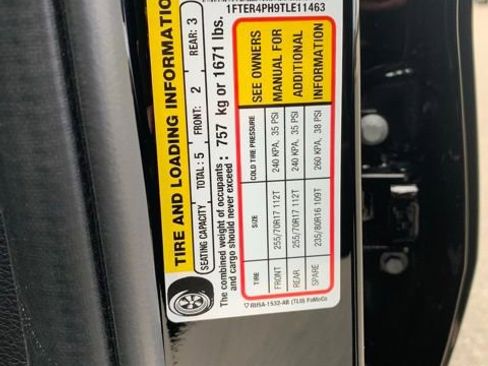 1FTER4PH9TLE11463
TIRE AND LOADING INFORMATION
SEATING CAPACITY TOTAL : 5 FRONT: 2 REAR: 3
The combined weight of occupants and cargo should never exceed : 757 kg or 1671 lbs.
TIRE SIZE COLD TIRE PRESSURE
FRONT 255/70R17 112T 240 KPA, 35 PSI
REAR 255/70R17 112T 240 KPA, 35 PSI
SPARE 235/80R16 109T 260 KPA, 38 PSI
SEE OWNERS
MANUAL FOR
ADDITIONAL
INFORMATION